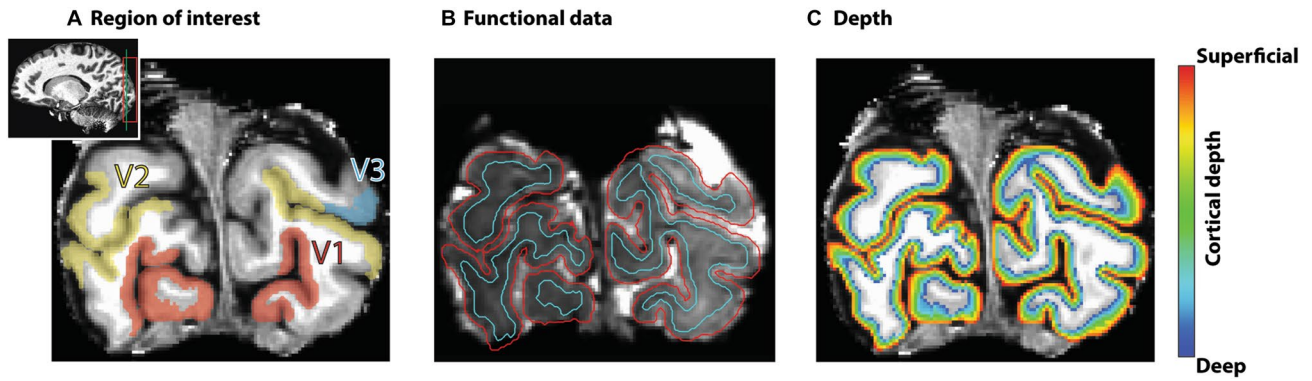 A Region of interest
B Functional data
C Depth
V2
V3
V1
Superficial
Cortical depth
Deep